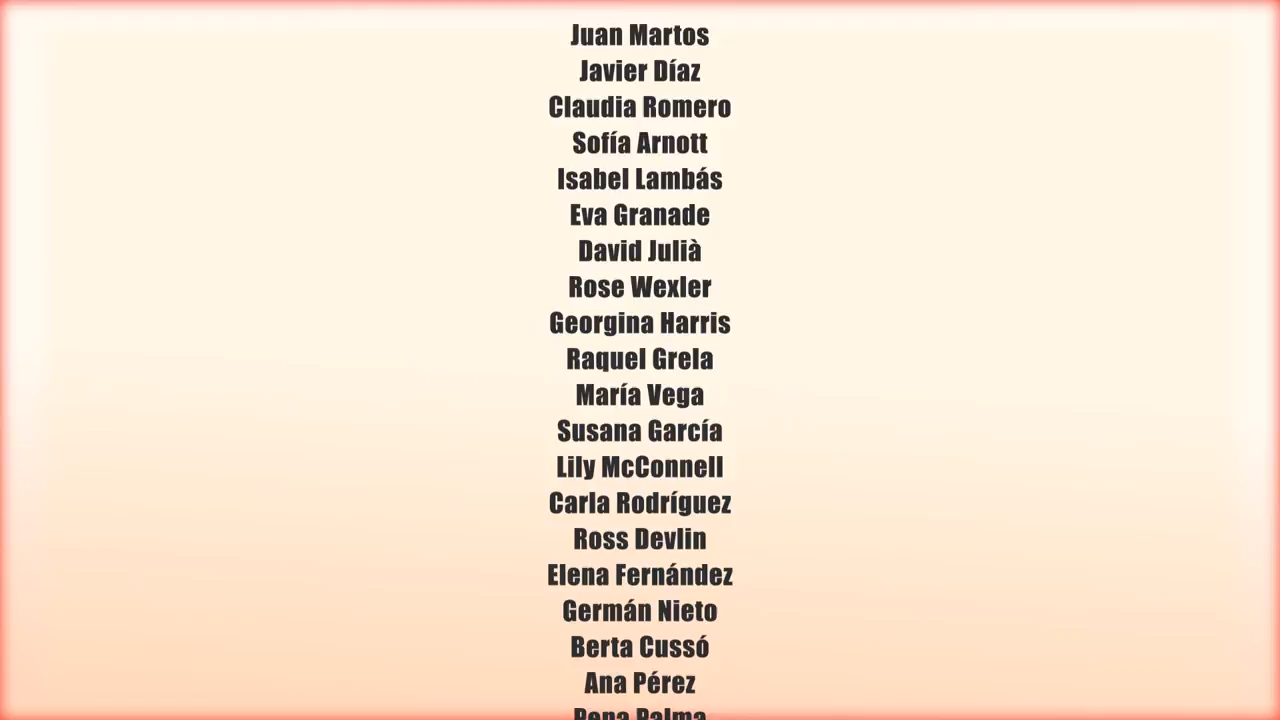 Juan Martos
Javier Díaz
Claudia Romero
Sofía Arnott
Isabel Lambás
Eva Granade
David Julià
Rose Wexler
Georgina Harris
Raquel Grela
María Vega
Susana García
Lily McConnell
Carla Rodríguez
Ross Devlin
Elena Fernández
Germán Nieto
Berta Cussó
Ana Pérez